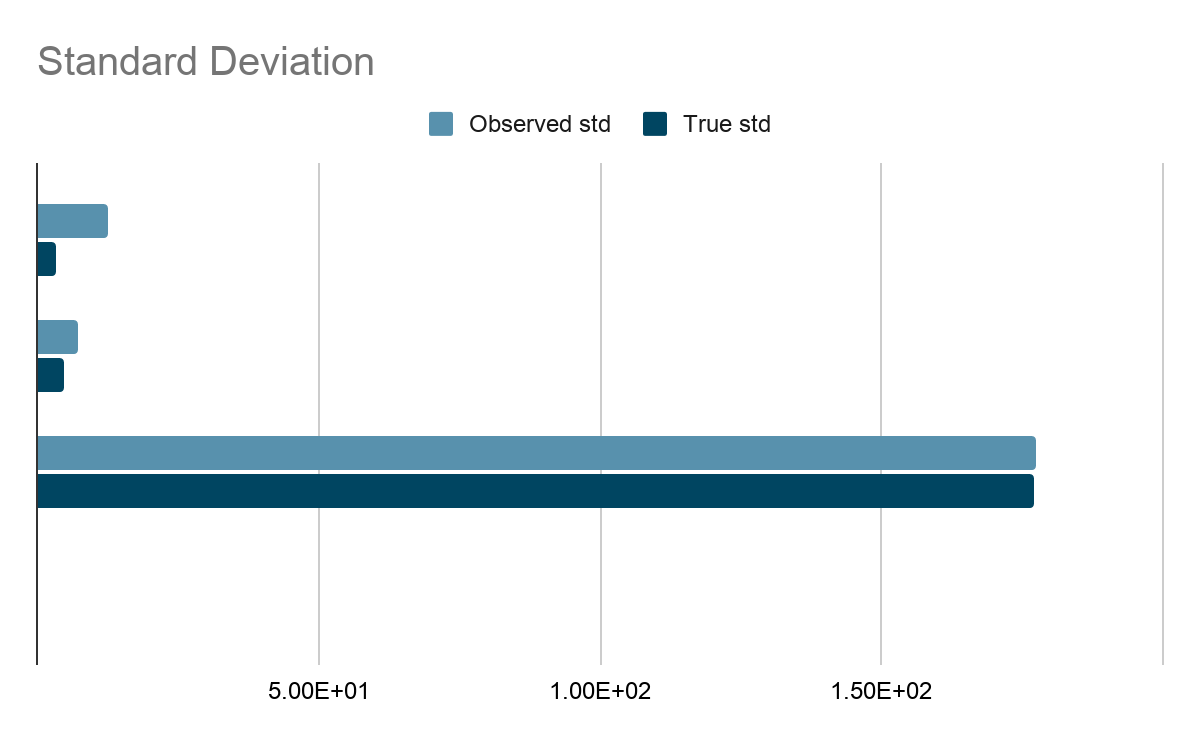 Standard Deviation
Observed std True std
5.00E+01 1.00E+02 1.50E+02